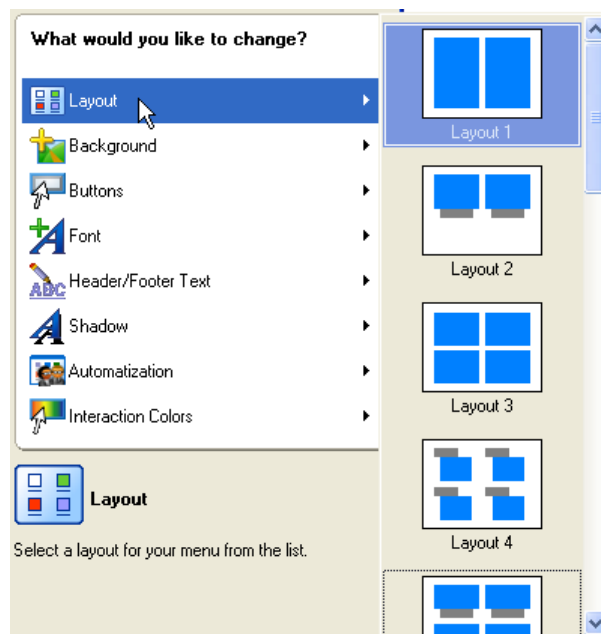 What would you like to change?
Layout
Background
Buttons
Font
ABC Header/Footer Text
Shadow
Automatization
Interaction Colors
Layout
Select a layout for your menu from the list.
Layout 1
Layout 2
Layout 3
Layout 4